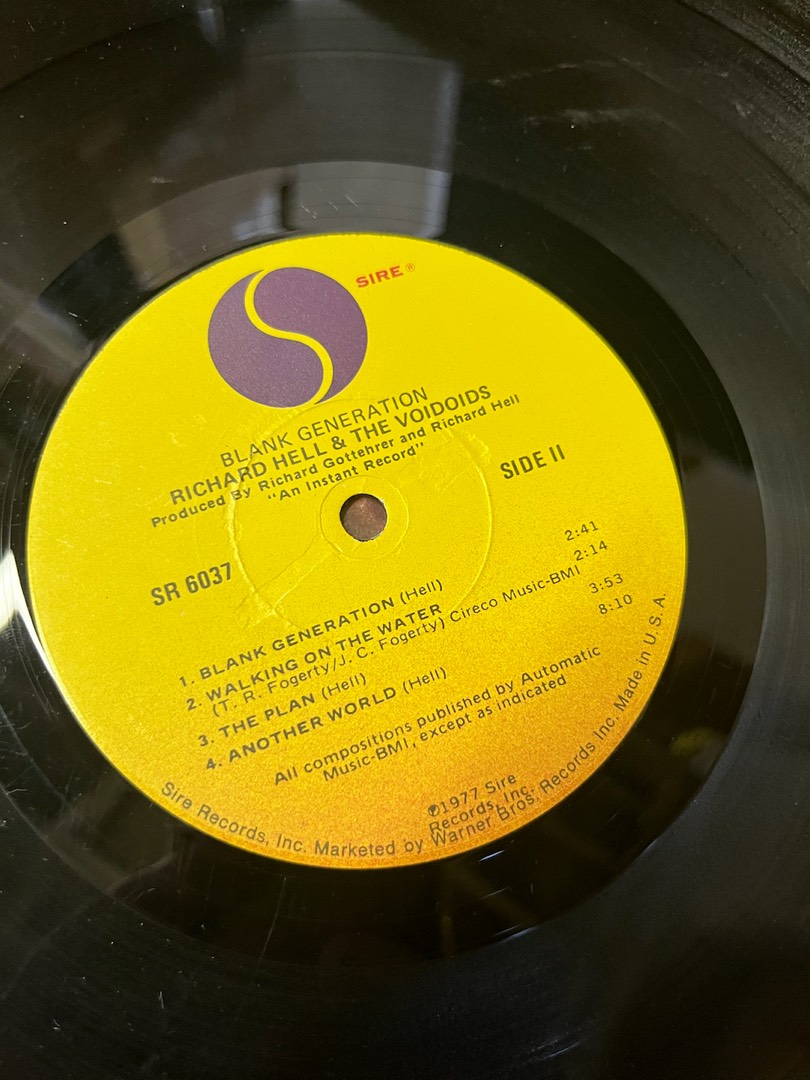 SIRE®
BLANK GENERATION
RICHARD HELL & THE VOIDOIDS
Produced By Richard Gottehrer and Richard Hell
"An Instant Record"
SIDE II
SR 6037
1. BLANK GENERATION (Hell) 2:41
2. WALKING ON THE WATER 2:14
(T. R. Fogerty/J. C. Fogerty) Cireco Music-BMI
3. THE PLAN (Hell) 3:53
4. ANOTHER WORLD (Hell) 8:10
All compositions published by Automatic
Music-BMI, except as indicated
℗1977 Sire
Records, Inc.
Sire Records, Inc. Marketed by Warner Bros. Records Inc. Made in U.S.A.